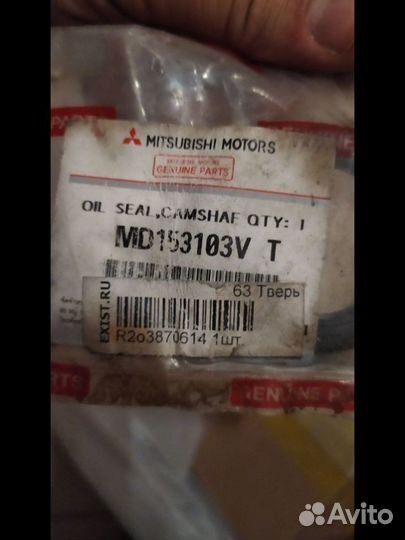 MITSUBISHI MOTORS
GENUINE PARTS
OIL SEAL,CAMSHAF QTY: 1
MD153103V T
63 Тверь
EXIST.RU
R2o3870614 1шт.
PARTS
GENUINE PA
Avito